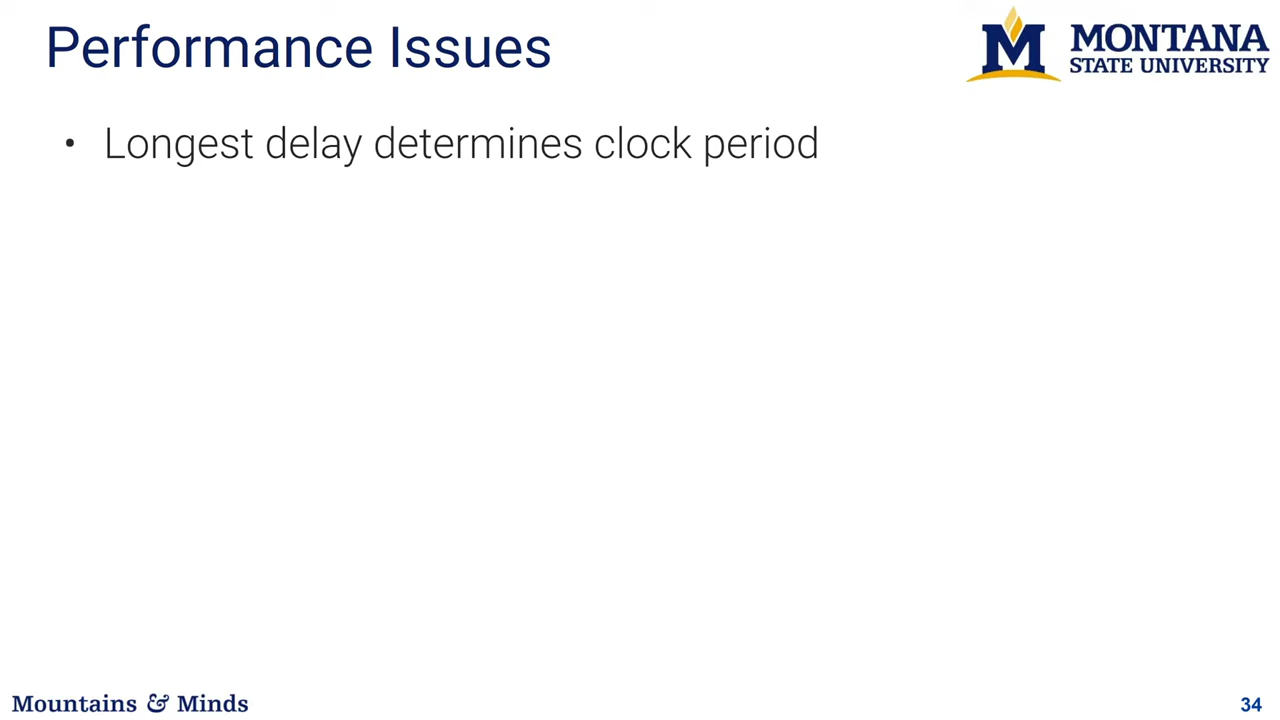 Performance Issues
M MONTANA
STATE UNIVERSITY
• Longest delay determines clock period
Mountains & Minds
34